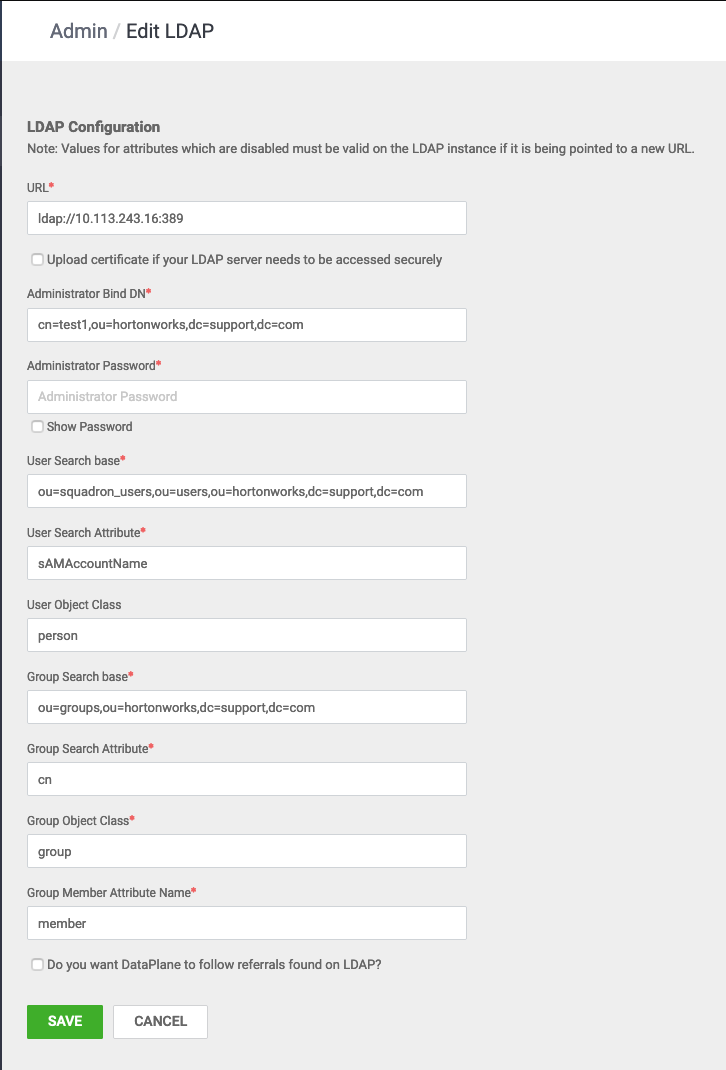 Admin / Edit LDAP
LDAP Configuration
Note: Values for attributes which are disabled must be valid on the LDAP instance if it is being pointed to a new URL.
URL*
ldap://10.113.243.16:389
Upload certificate if your LDAP server needs to be accessed securely
Administrator Bind DN*
cn=test1,ou=hortonworks,dc=support,dc=com
Administrator Password*
Administrator Password
Show Password
User Search base*
ou=squadron_users,ou=users,ou=hortonworks,dc=support,dc=com
User Search Attribute*
sAMAccountName
User Object Class
person
Group Search base*
ou=groups,ou=hortonworks,dc=support,dc=com
Group Search Attribute*
cn
Group Object Class*
group
Group Member Attribute Name*
member
Do you want DataPlane to follow referrals found on LDAP?
SAVE CANCEL